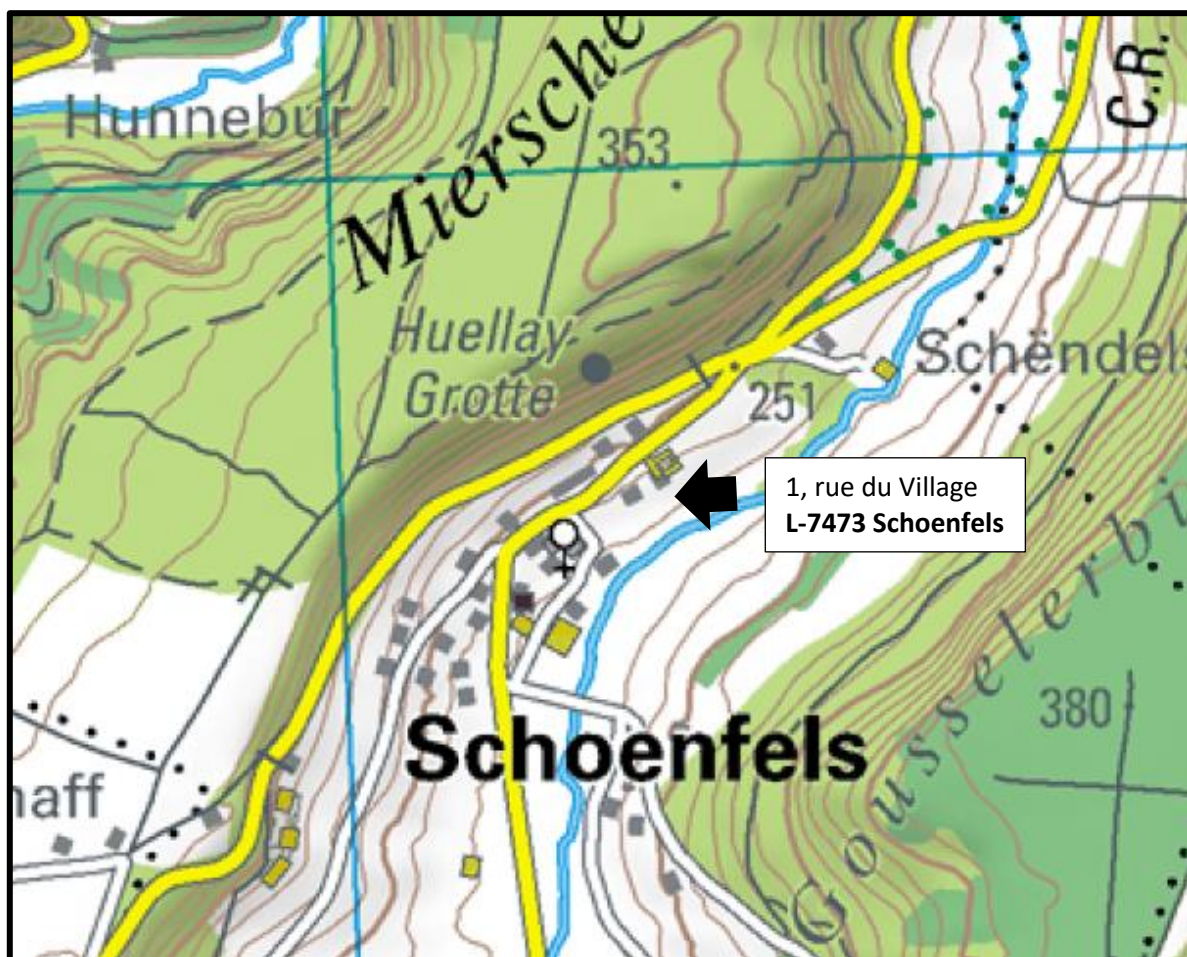 Hunnebur
Miersche
353
C.R.
Huellay
Grotte
Schëndels
251
1, rue du Village
L-7473 Schoenfels
Gousselerbi
380
Schoenfels
haff